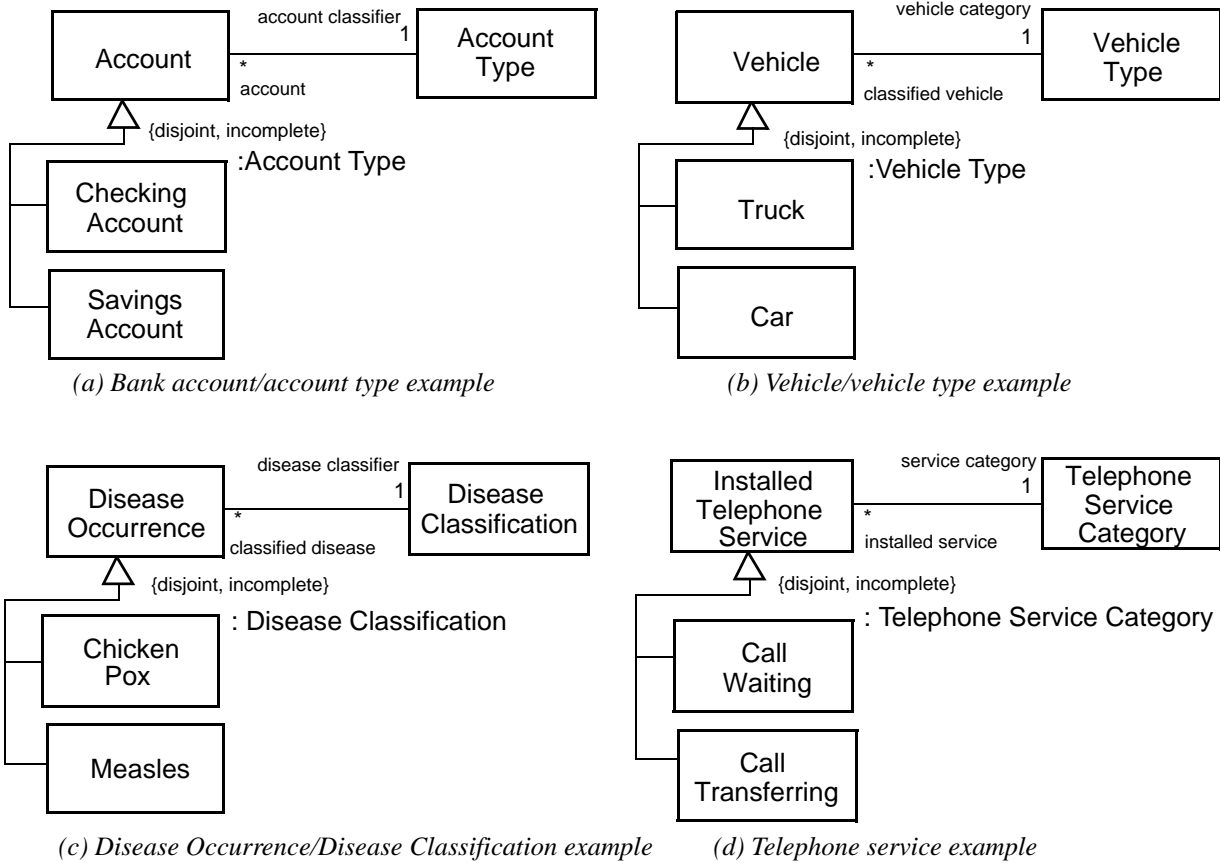 account classifier
1
Account
Account
Type
*
account
{disjoint, incomplete}
:Account Type
Checking
Account
Savings
Account
(a) Bank account/account type example
vehicle category
1
Vehicle
Vehicle
Type
*
classified vehicle
{disjoint, incomplete}
:Vehicle Type
Truck
Car
(b) Vehicle/vehicle type example
disease classifier
1
Disease
Occurrence
Disease
Classification
*
classified disease
{disjoint, incomplete}
: Disease Classification
Chicken
Pox
Measles
(c) Disease Occurrence/Disease Classification example
service category
1
Installed
Telephone
Service
Telephone
Service
Category
*
installed service
{disjoint, incomplete}
: Telephone Service Category
Call
Waiting
Call
Transferring
(d) Telephone service example